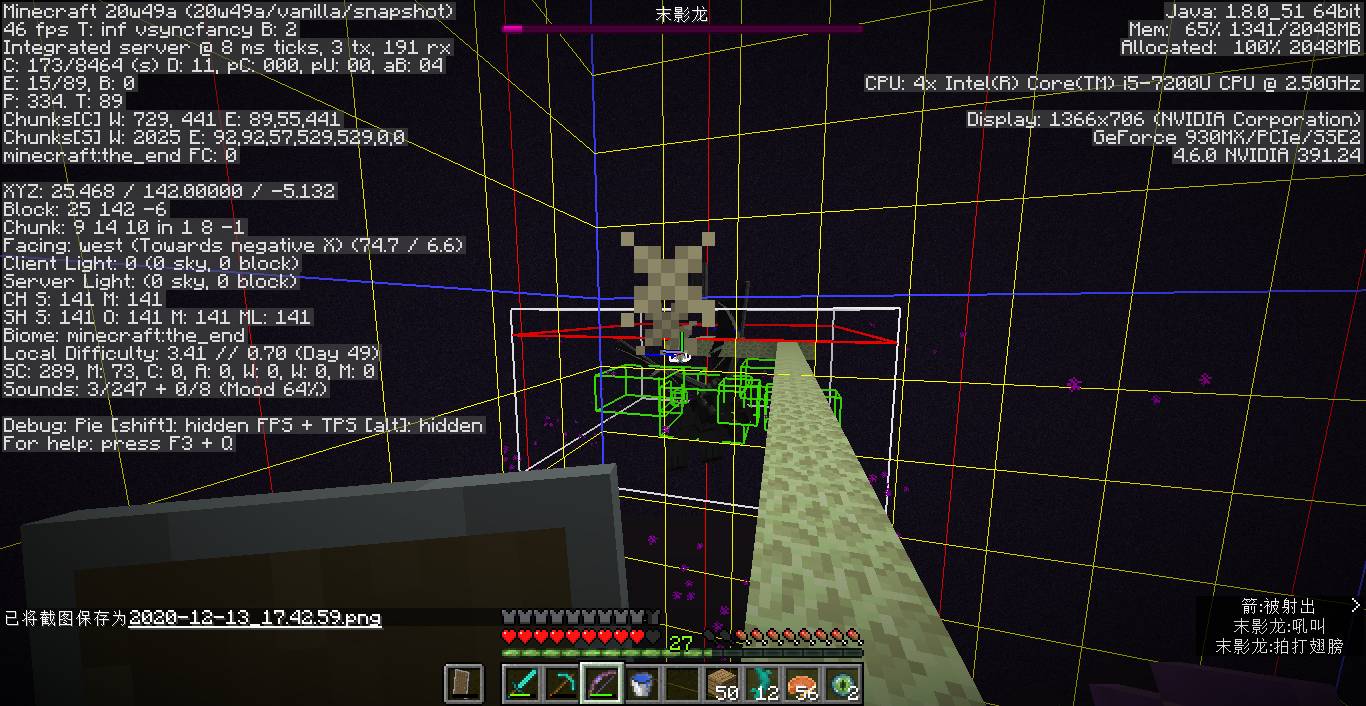 Minecraft 20w49a (20w49a/vanilla/snapshot)
46 fps T: inf vsyncfancy B: 2
Integrated server @ 8 ms ticks, 3 tx, 191 rx
C: 173/8464 (s) D: 11, pC: 000, pU: 00, aB: 04
E: 15/89, B: 0
P: 334. T: 89
Chunks[C] W: 729, 441 E: 89,55,441
Chunks[S] W: 2025 E: 92,92,57,529,529,0,0
minecraft:the_end FC: 0
XYZ: 25.468 / 142.00000 / -5.132
Block: 25 142 -6
Chunk: 9 14 10 in 1 8 -1
Facing: west (Towards negative X) (74.7 / 6.6)
Client Light: 0 (0 sky, 0 block)
Server Light: (0 sky, 0 block)
CH S: 141 M: 141
SH S: 141 O: 141 M: 141 ML: 141
Biome: minecraft:the_end
Local Difficulty: 3.41 // 0.70 (Day 49)
SC: 289, M: 73, C: 0, A: 0, W: 0, W: 0, M: 0
Sounds: 3/247 + 0/8 (Mood 64%)
Debug: Pie [shift]: hidden FPS + TPS [alt]: hidden
For help: press F3 + Q
末影龙
Java: 1.8.0_51 64bit
Mem: 65% 1341/2048MB
Allocated: 100% 2048MB
CPU: 4x Intel(R) Core(TM) i5-7200U CPU @ 2.50GHz
Display: 1366x706 (NVIDIA Corporation)
GeForce 930MX/PCIe/SSE2
4.6.0 NVIDIA 391.24
已将截图保存为2020-12-13_17.42.59.png
箭:被射出 >
末影龙:吼叫
末影龙:拍打翅膀
27
50 12 56 2